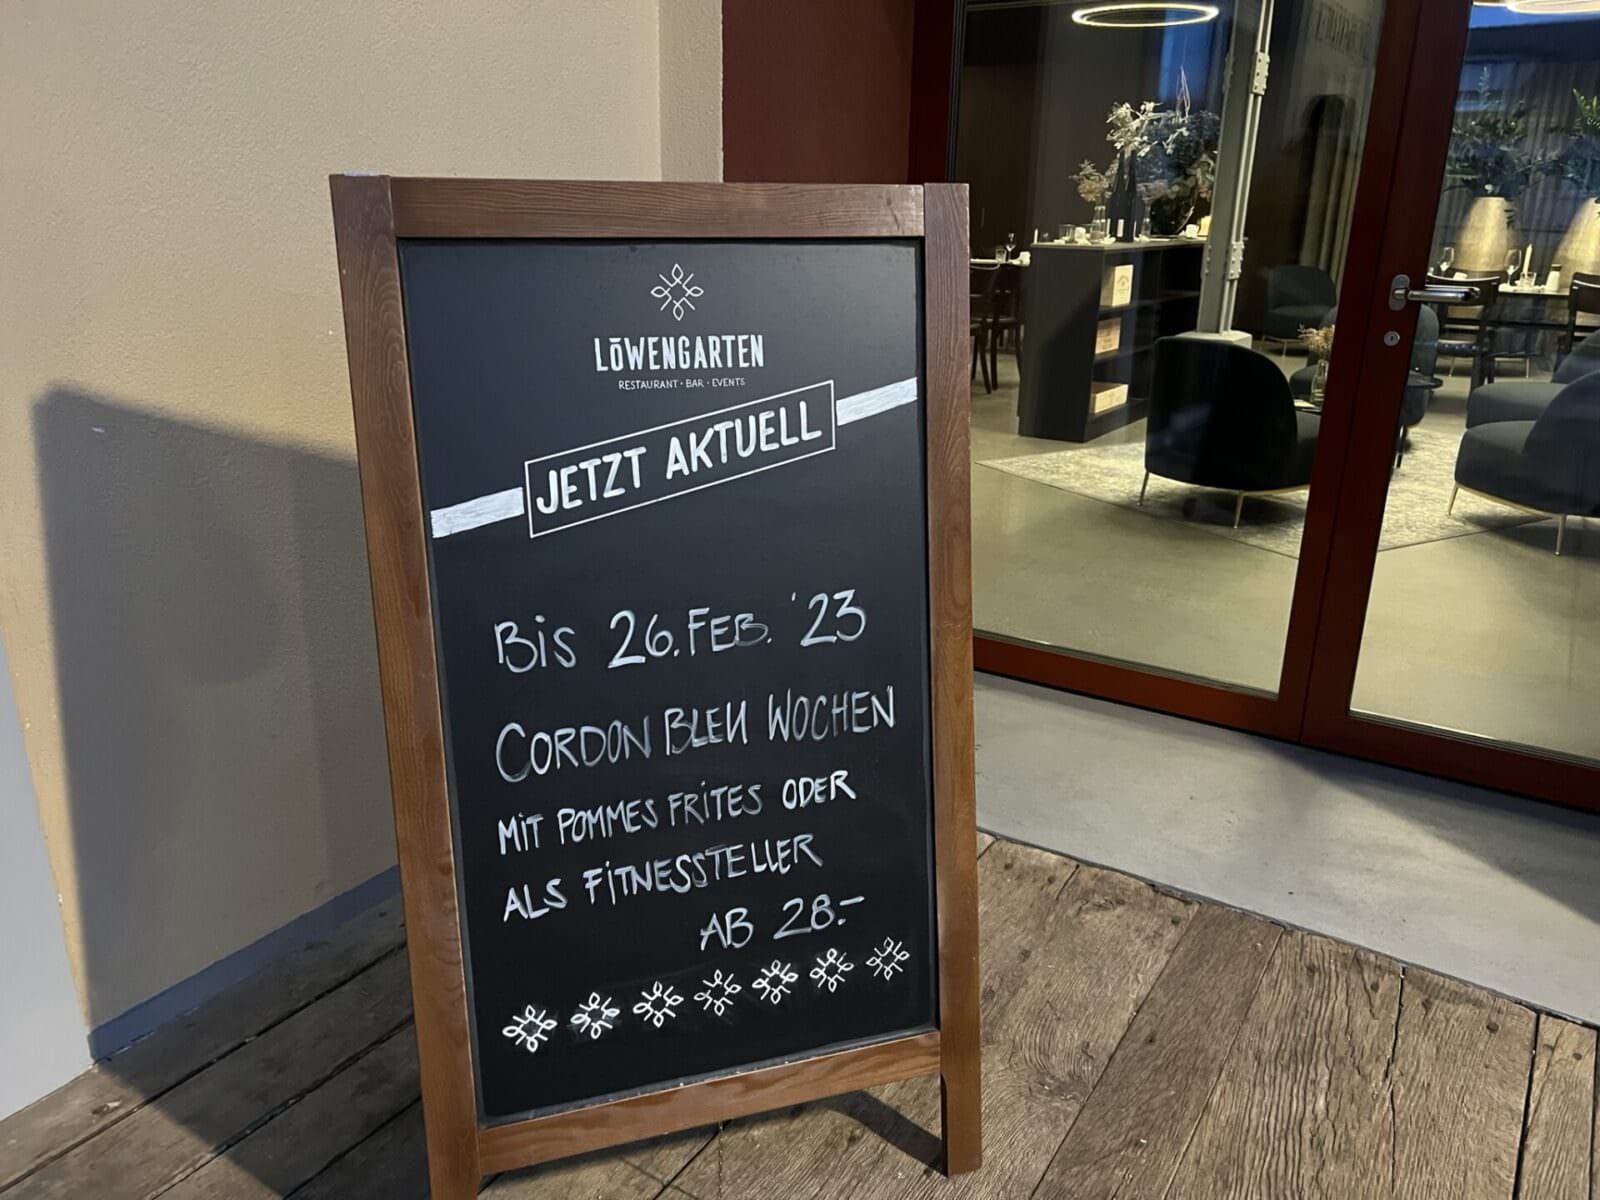 LŌWENGARTEN
RESTAURANT · BAR · EVENTS
JETZT AKTUELL
BIS 26. FEB. '23
CORDON BLEU WOCHEN
MIT POMMES FRITES ODER
ALS FITNESSTELLER
AB 28.–